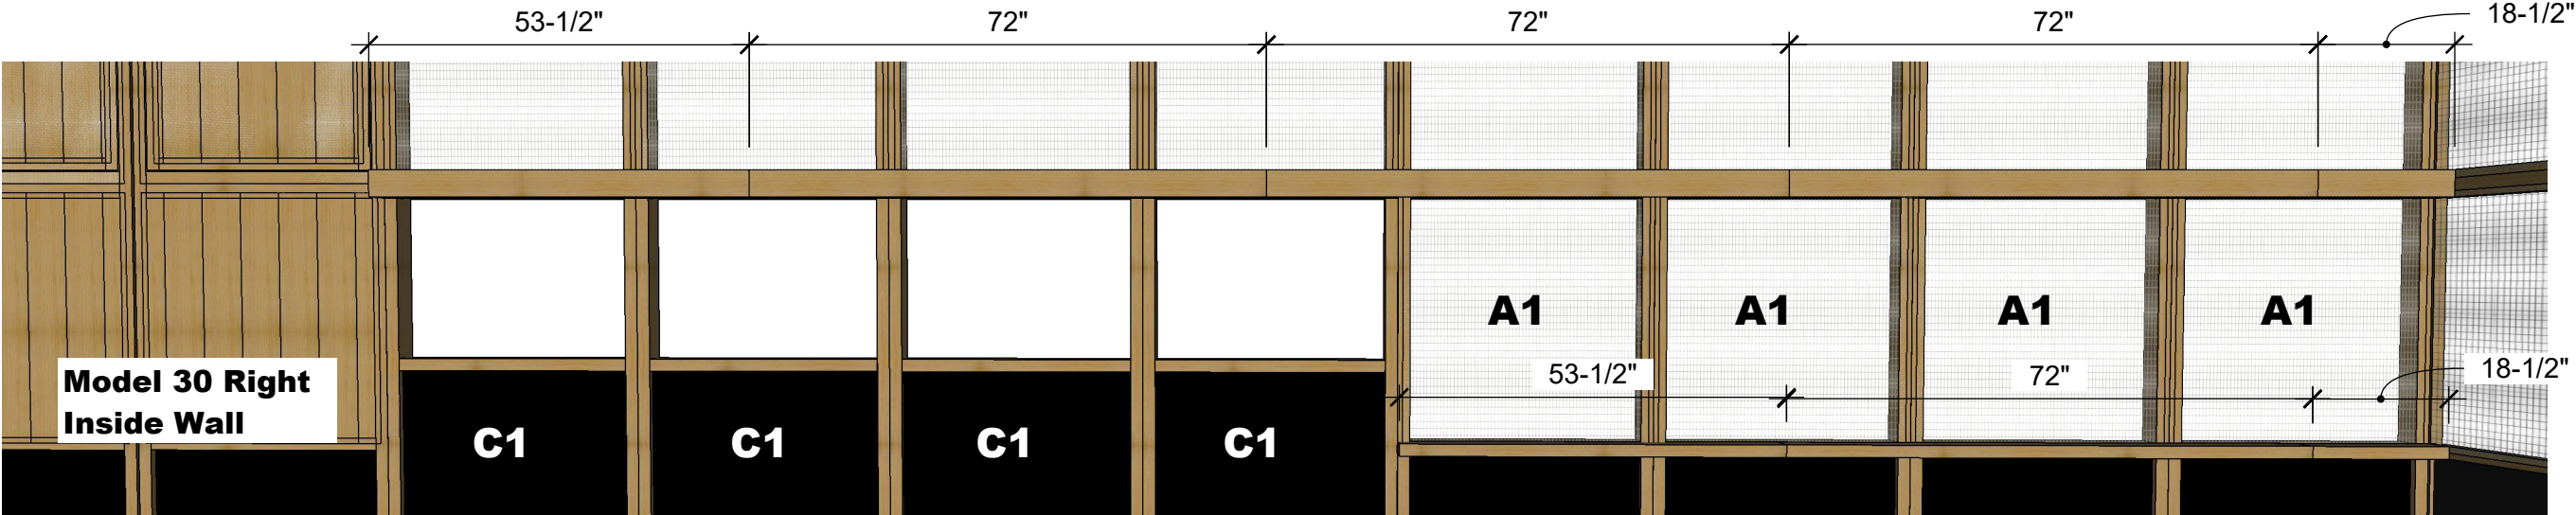 53-1/2" 72" 72" 72" 18-1/2"
A1 A1 A1 A1
53-1/2" 72" 18-1/2"
Model 30 Right
Inside Wall
C1 C1 C1 C1